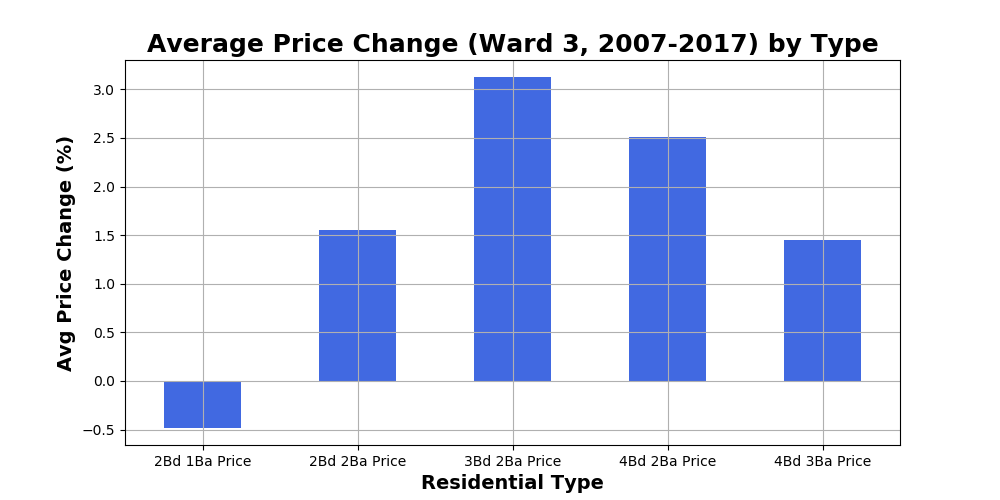 Average Price Change (Ward 3, 2007-2017) by Type
Avg Price Change (%)
3.0
2.5
2.0
1.5
1.0
0.5
0.0
−0.5
2Bd 1Ba Price
2Bd 2Ba Price
3Bd 2Ba Price
4Bd 2Ba Price
4Bd 3Ba Price
Residential Type